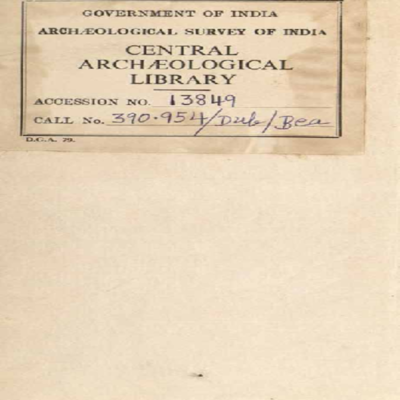 GOVERNMENT OF INDIA
ARCHÆOLOGICAL SURVEY OF INDIA
CENTRAL
ARCHÆOLOGICAL
LIBRARY
ACCESSION NO. 13849
CALL No. 390.954/Dub/Bea
D.G.A. 79.